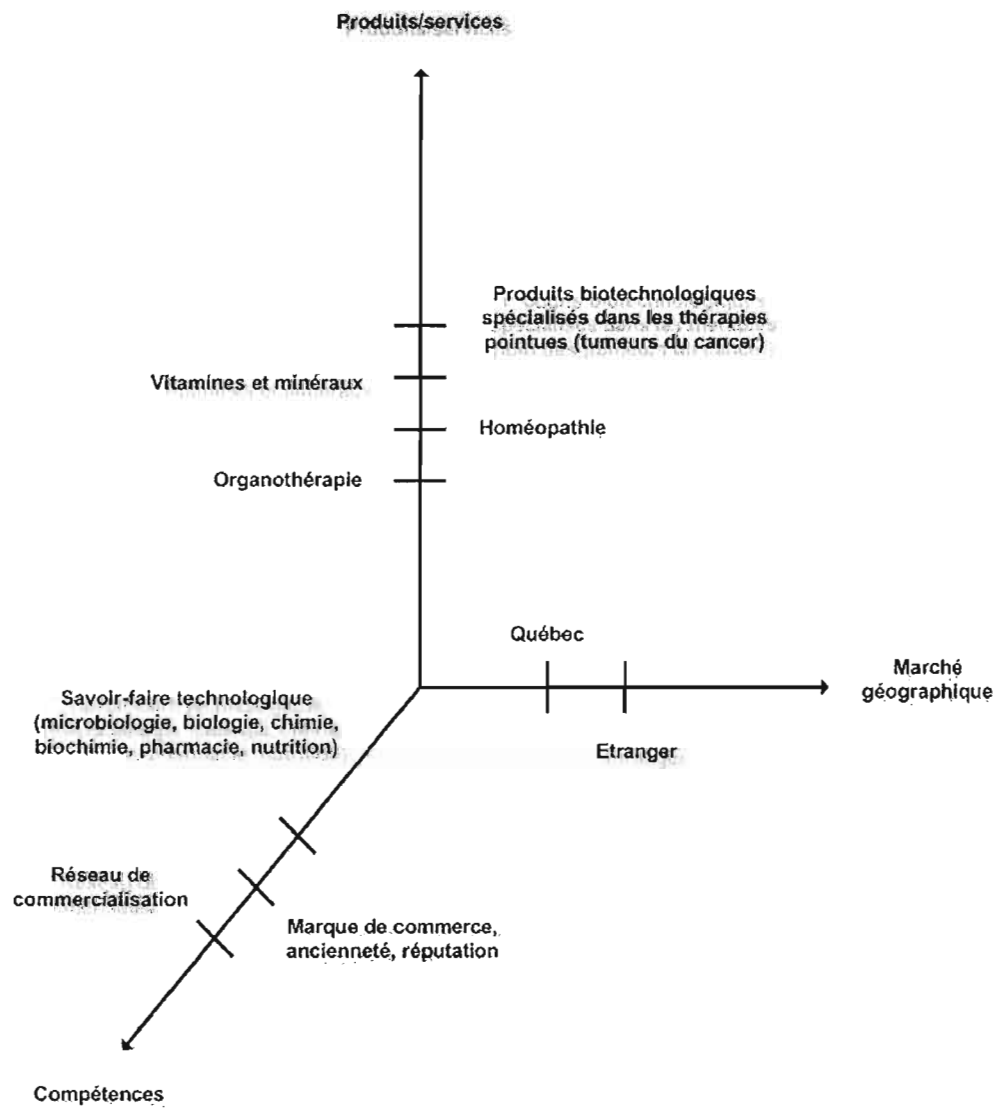 Produits/services
Produits biotechnologiques
spécialisés dans les thérapies
pointues (tumeurs du cancer)
Vitamines et minéraux
Homéopathie
Organothérapie
Québec
Marché
géographique
Savoir-faire technologique
(microbiologie, biologie, chimie,
biochimie, pharmacie, nutrition)
Etranger
Réseau de
commercialisation
Marque de commerce,
ancienneté, réputation
Compétences